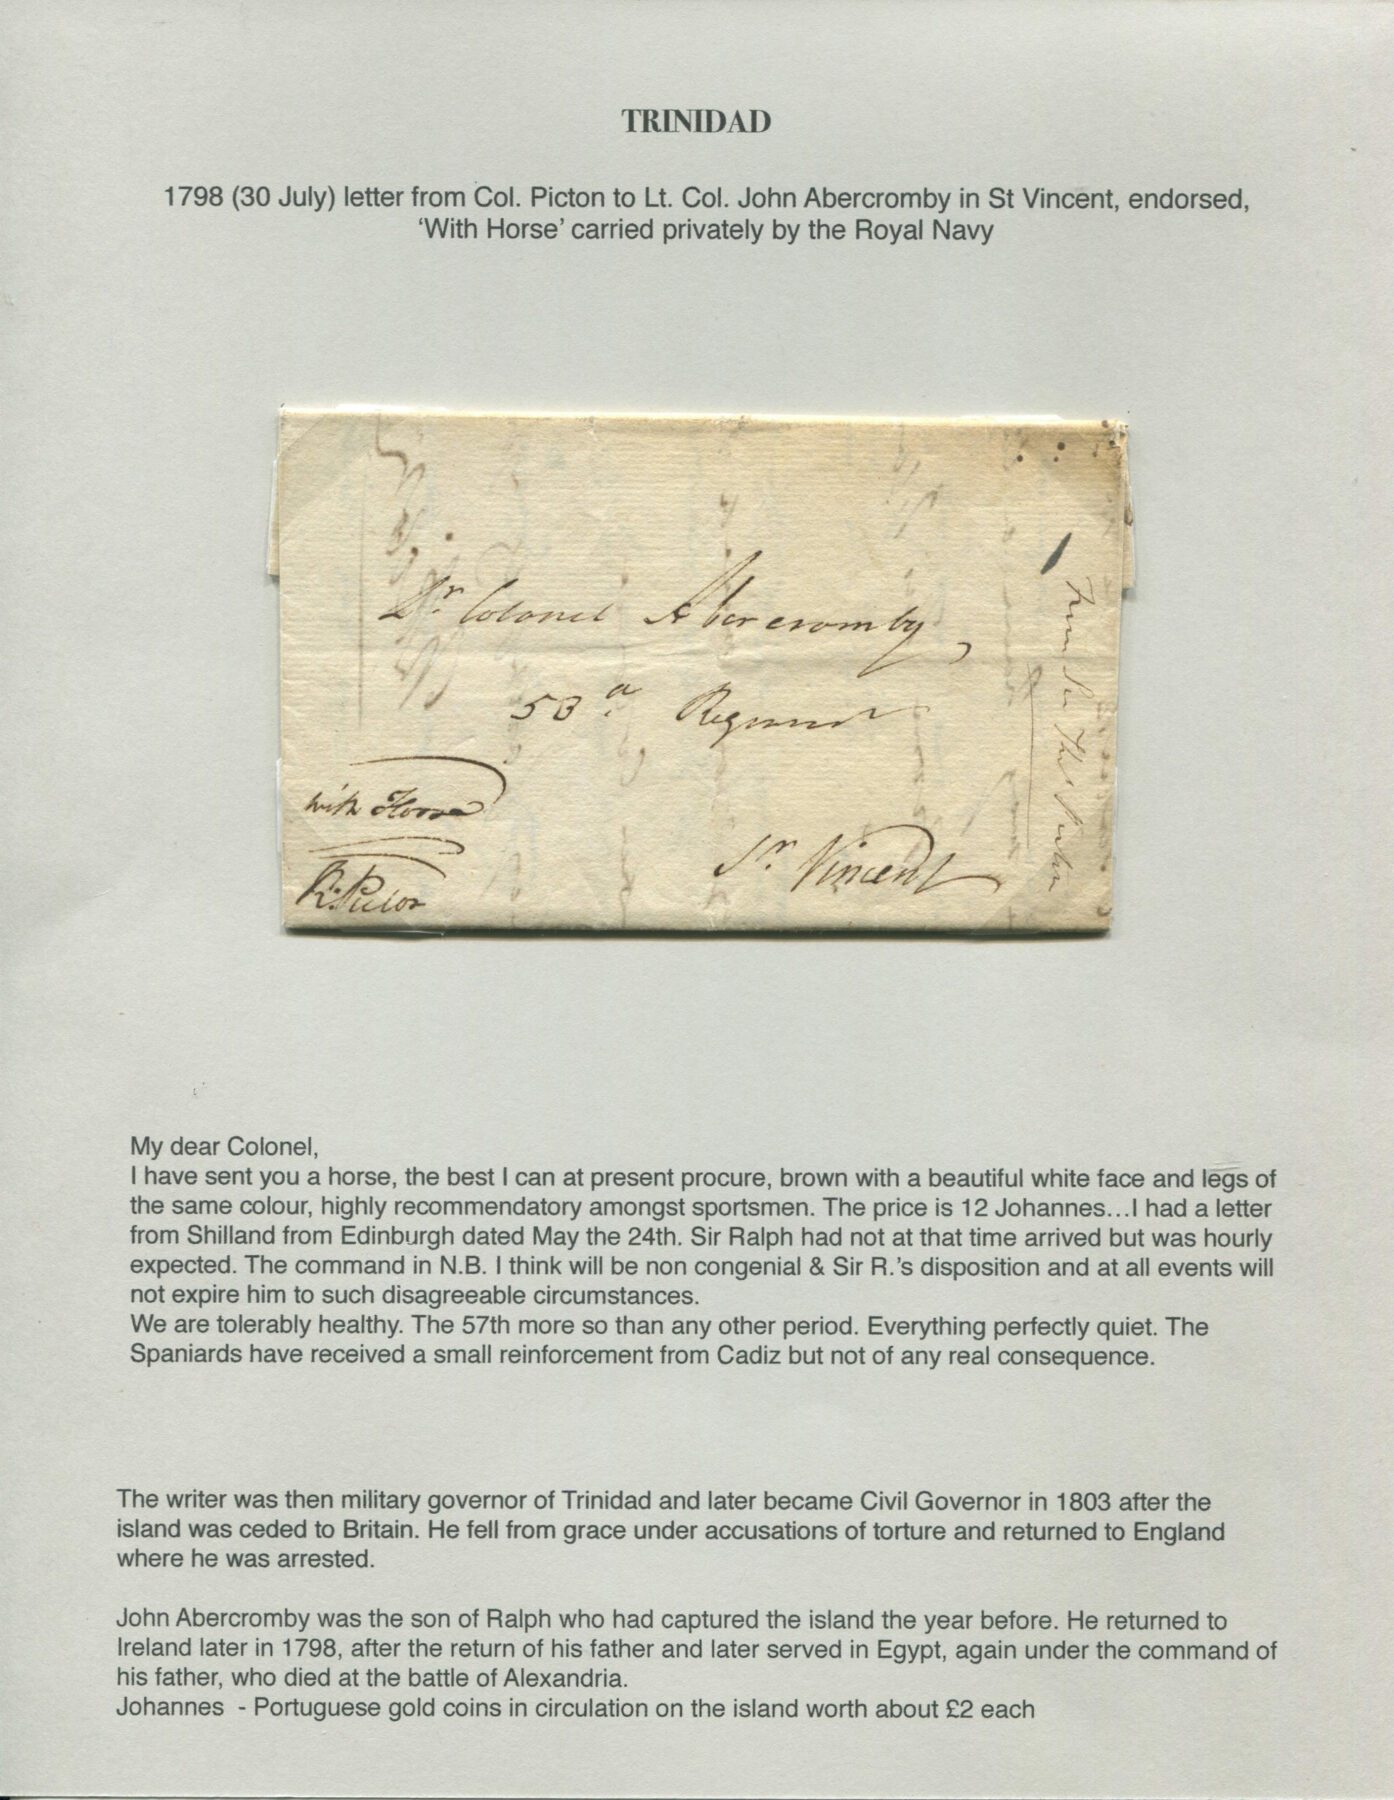 TRINIDAD
1798 (30 July) letter from Col. Picton to Lt. Col. John Abercromby in St Vincent, endorsed,
‘With Horse’ carried privately by the Royal Navy
Colonel Abercromby,
53d Regiment
with Horse
St. Vincent
From Sir Thos Picton
My dear Colonel,
I have sent you a horse, the best I can at present procure, brown with a beautiful white face and legs of
the same colour, highly recommendatory amongst sportsmen. The price is 12 Johannes...I had a letter
from Shilland from Edinburgh dated May the 24th. Sir Ralph had not at that time arrived but was hourly
expected. The command in N.B. I think will be non congenial & Sir R.’s disposition and at all events will
not expire him to such disagreeable circumstances.
We are tolerably healthy. The 57th more so than any other period. Everything perfectly quiet. The
Spaniards have received a small reinforcement from Cadiz but not of any real consequence.
The writer was then military governor of Trinidad and later became Civil Governor in 1803 after the
island was ceded to Britain. He fell from grace under accusations of torture and returned to England
where he was arrested.
John Abercromby was the son of Ralph who had captured the island the year before. He returned to
Ireland later in 1798, after the return of his father and later served in Egypt, again under the command of
his father, who died at the battle of Alexandria.
Johannes - Portuguese gold coins in circulation on the island worth about £2 each